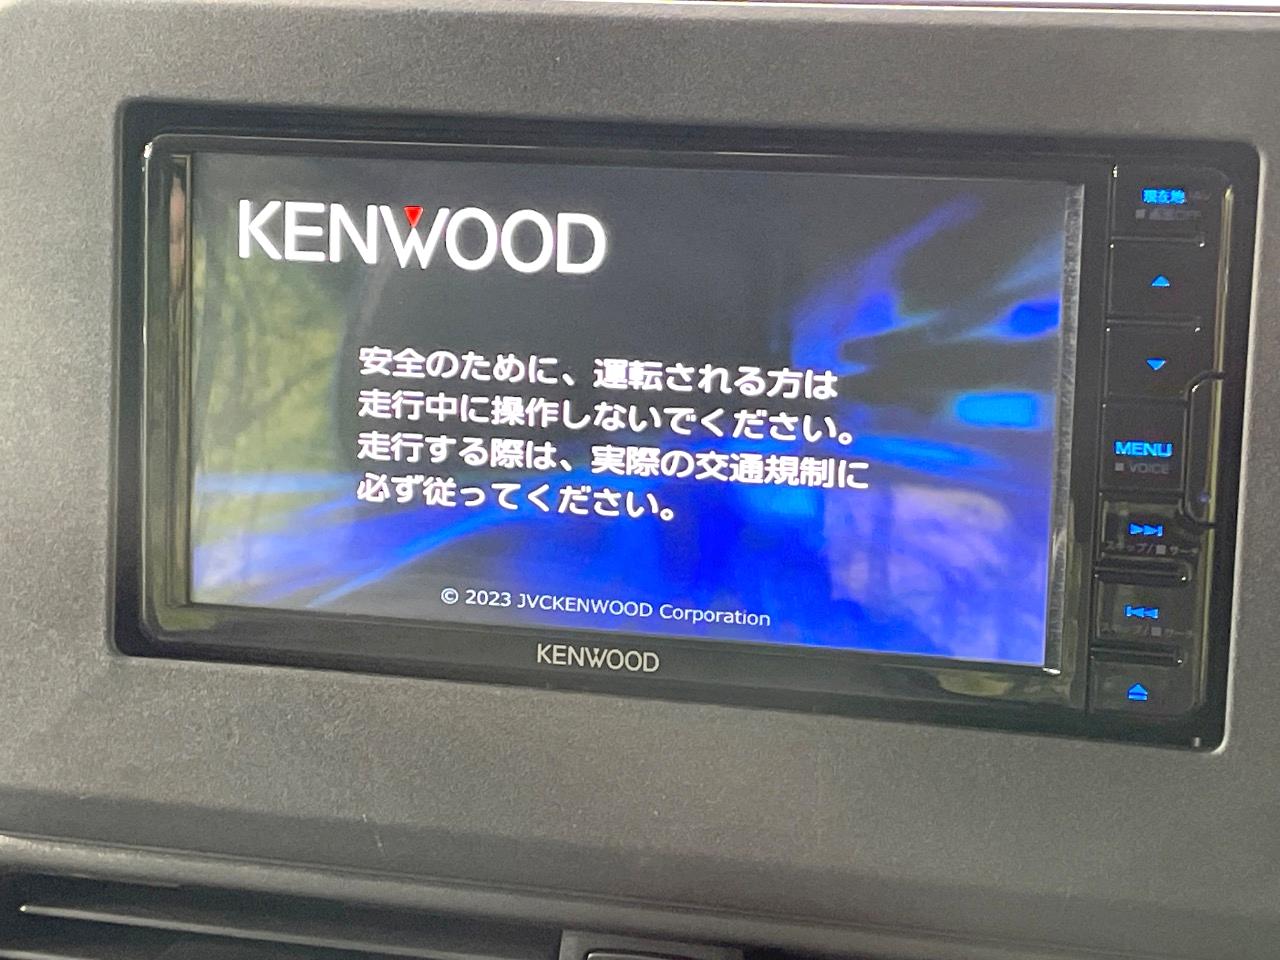 KENWOOD
安全のために、運転される方は
走行中に操作しないでください。
走行する際は、実際の交通規制に
必ず従ってください。
© 2023 JVCKENWOOD Corporation
KENWOOD
現在地
MENU
■ VOICE